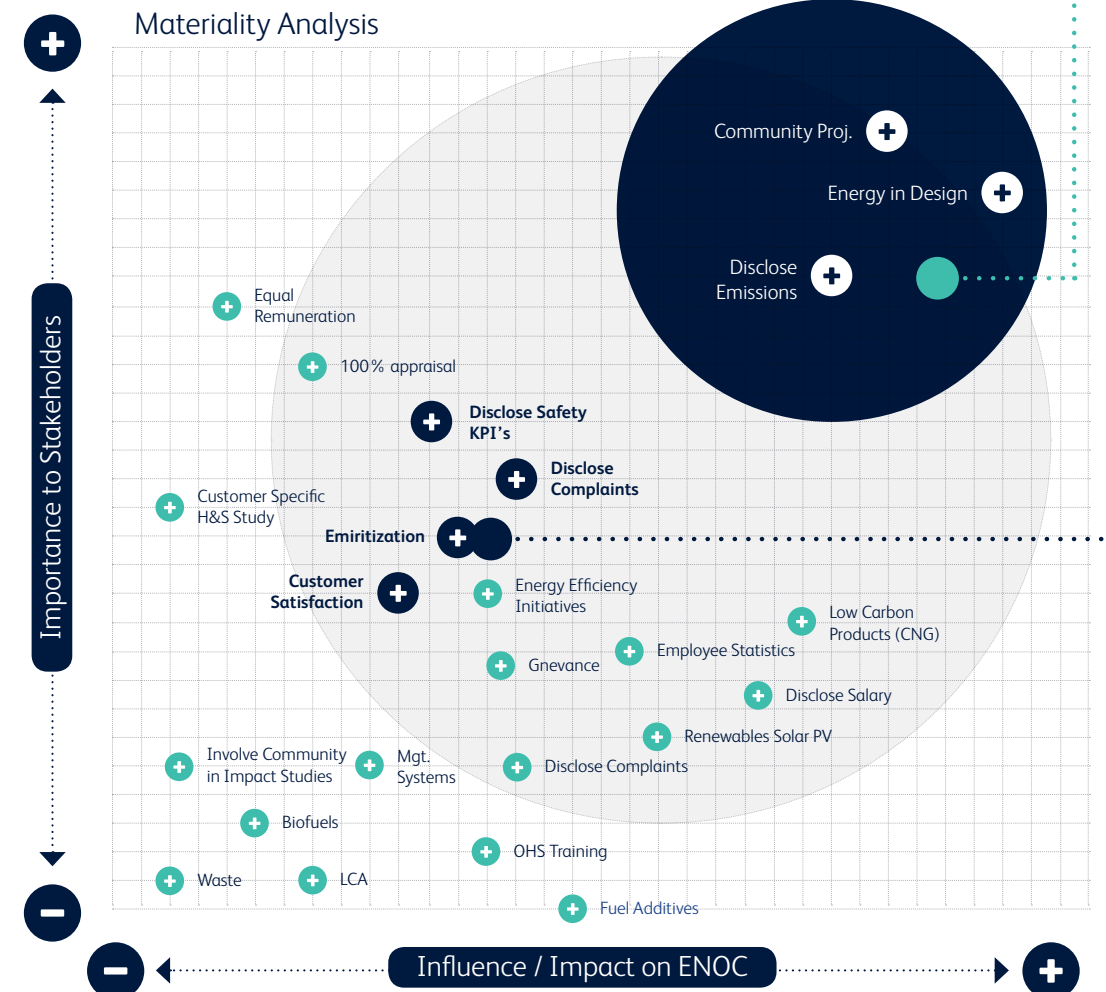 Materiality Analysis
Community Proj.
Energy in Design
Disclose
Emissions
Equal
Remuneration
100% appraisal
Disclose Safety
KPI's
Disclose
Complaints
Customer Specific
H&S Study
Emiritization
Customer
Satisfaction
Energy Efficiency
Initiatives
Low Carbon
Products (CNG)
Employee Statistics
Gnevance
Disclose Salary
Renewables Solar PV
Involve Community
in Impact Studies
Mgt.
Systems
Disclose Complaints
Biofuels
OHS Training
Waste
LCA
Fuel Additives
Importance to Stakeholders
Influence / Impact on ENOC